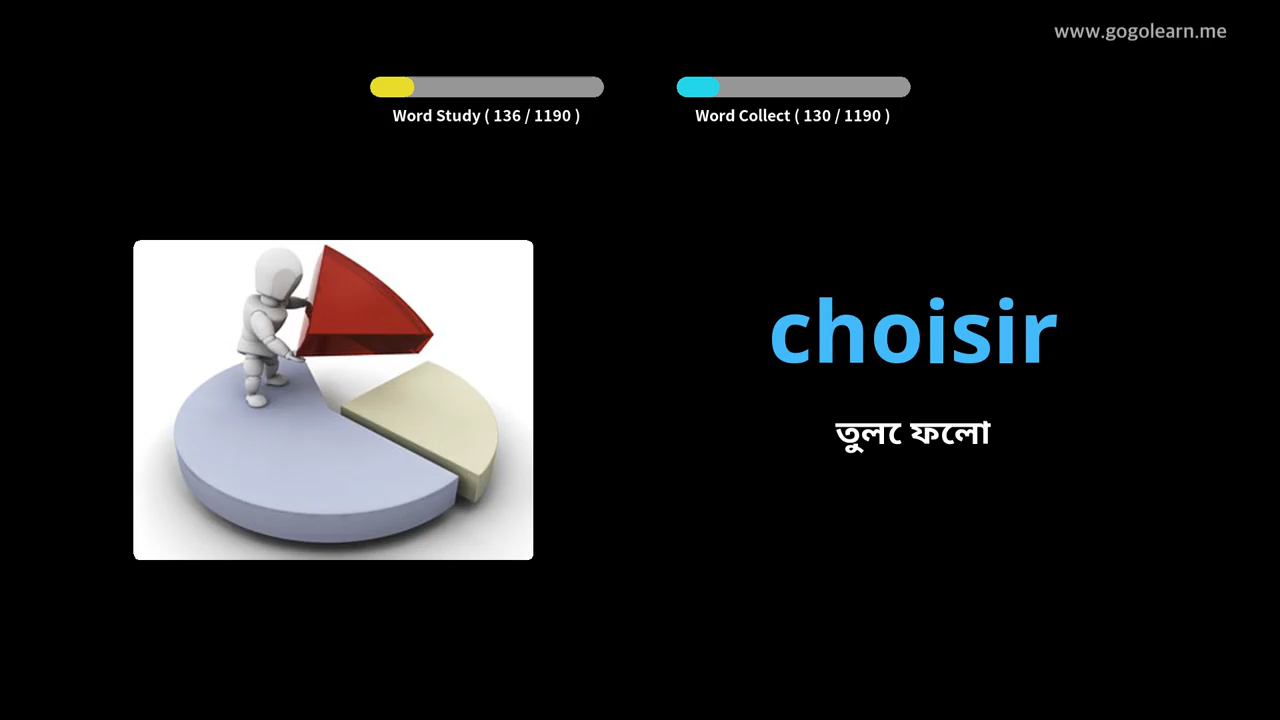 www.gogolearn.me
Word Study ( 136 / 1190 )
Word Collect ( 130 / 1190 )
choisir
তুলে ফেলো